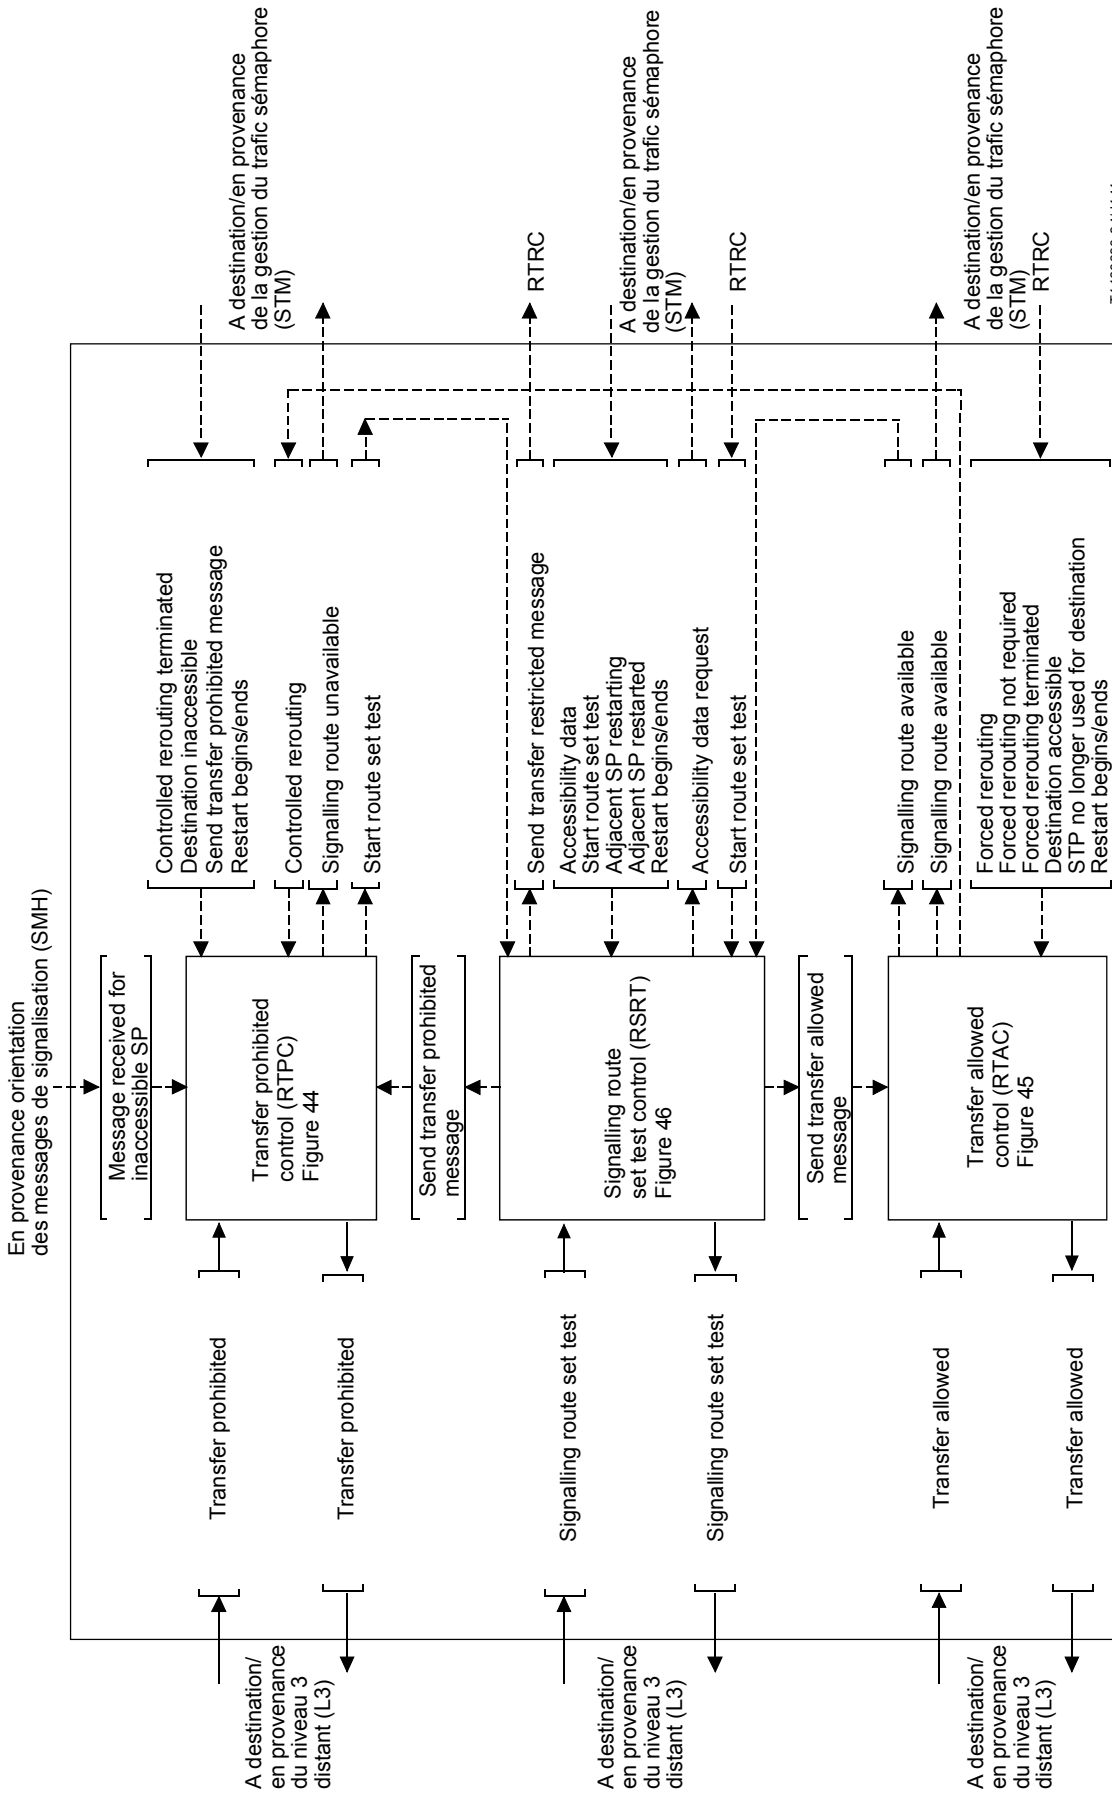 En provenance orientation
des messages de signalisation (SMH)
Message received for
inaccessible SP
Transfer prohibited
control (RTPC)
Figure 44
Transfer prohibited
Transfer prohibited
A destination/
en provenance
du niveau 3
distant (L3)
Controlled rerouting terminated
Destination inaccessible
Send transfer prohibited message
Restart begins/ends
Controlled rerouting
Signalling route unavailable
Start route set test
A destination/en provenance
de la gestion du trafic sémaphore
(STM)
Send transfer prohibited
message
Signalling route
set test control (RSRT)
Figure 46
Signalling route set test
Signalling route set test
A destination/
en provenance
du niveau 3
distant (L3)
Send transfer restricted message
Accessibility data
Start route set test
Adjacent SP restarting
Adjacent SP restarted
Restart begins/ends
Accessibility data request
Start route set test
RTRC
A destination/en provenance
de la gestion du trafic sémaphore
(STM)
RTRC
Send transfer allowed
message
Transfer allowed
control (RTAC)
Figure 45
Transfer allowed
Transfer allowed
A destination/
en provenance
du niveau 3
distant (L3)
Signalling route available
Signalling route available
Forced rerouting
Forced rerouting not required
Forced rerouting terminated
Destination accessible
STP no longer used for destination
Restart begins/ends
A destination/en provenance
de la gestion du trafic sémaphore
(STM)
RTRC